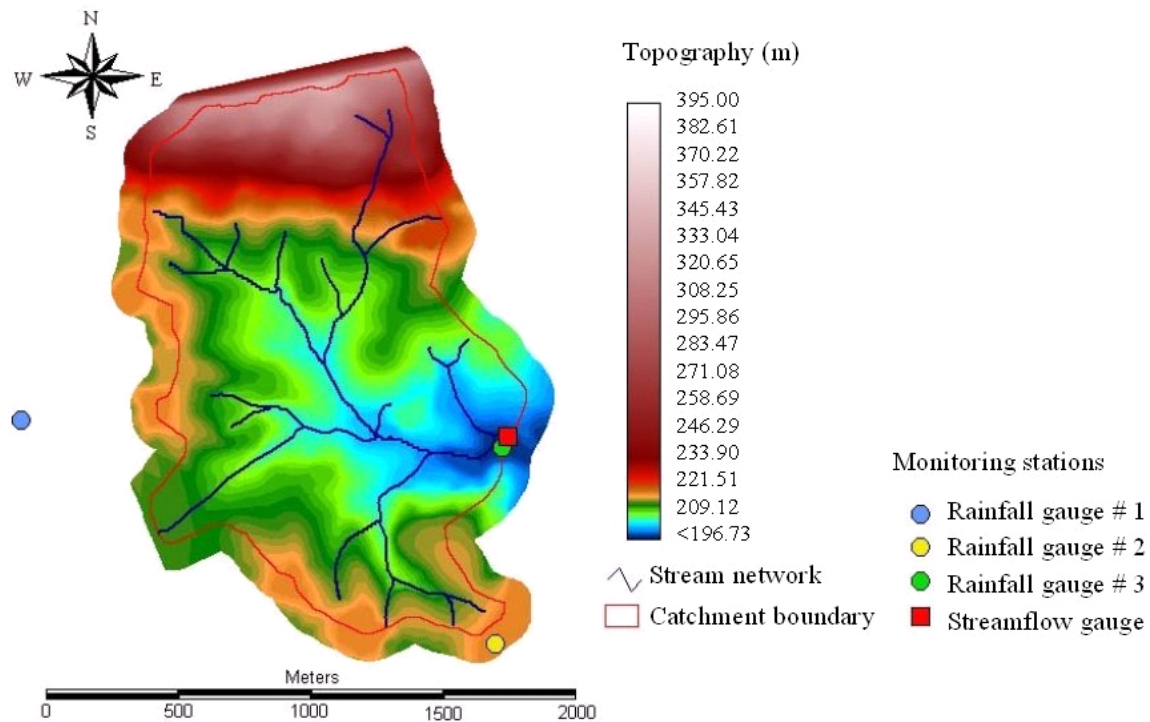 N
W E
S
Topography (m)
395.00
382.61
370.22
357.82
345.43
333.04
320.65
308.25
295.86
283.47
271.08
258.69
246.29
233.90
221.51
209.12
<196.73
Stream network
Catchment boundary
Monitoring stations
Rainfall gauge # 1
Rainfall gauge # 2
Rainfall gauge # 3
Streamflow gauge
Meters
0 500 1000 1500 2000